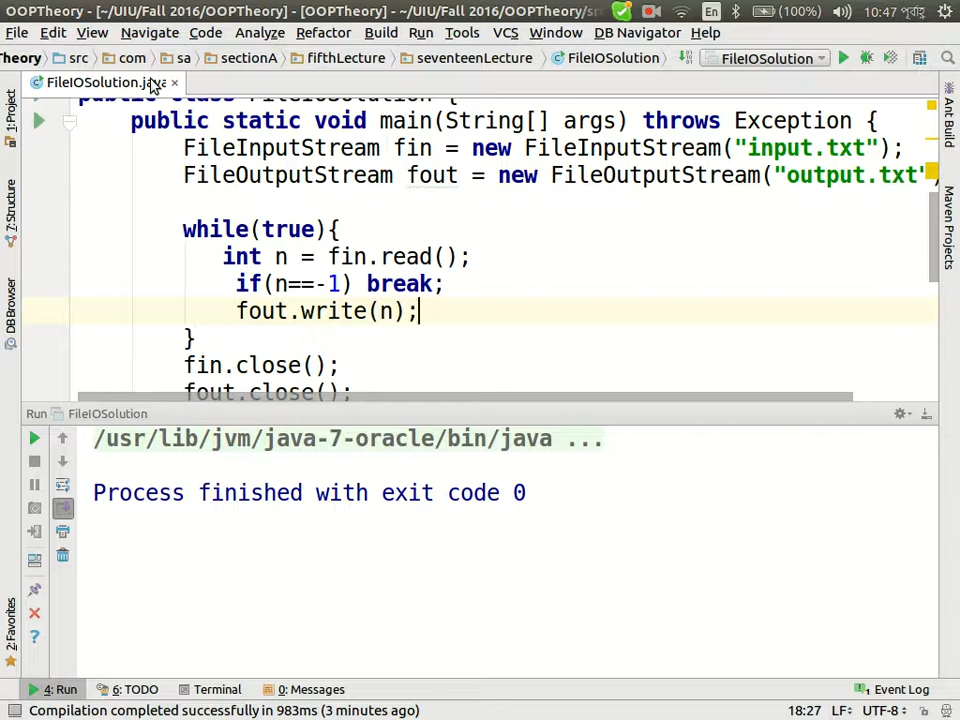 OOPTheory - [~/UIU/Fall 2016/OOPTheory] - [OOPTheory] - ~/UIU/Fall 2016/OOPTheory/sr En (100%) 10:47 পূর্বাহ্ণ
File Edit View Navigate Code Analyze Refactor Build Run Tools VCS Window DB Navigator Help
Theory src com sa sectionA fifthLecture seventeenLecture FileIOSolution FileIOSolution
FileIOSolution.java
public class FileIOSolution {
public static void main(String[] args) throws Exception {
FileInputStream fin = new FileInputStream("input.txt");
FileOutputStream fout = new FileOutputStream("output.txt"
while(true){
int n = fin.read();
if(n==-1) break;
fout.write(n);
}
fin.close();
fout.close();
1: Project
7: Structure
DB Browser
2: Favorites
Ant Build
Maven Projects
Run FileIOSolution
/usr/lib/jvm/java-7-oracle/bin/java ...
Process finished with exit code 0
4: Run 6: TODO Terminal 0: Messages 1 Event Log
Compilation completed successfully in 983ms (3 minutes ago) 18:27 LF÷ UTF-8÷